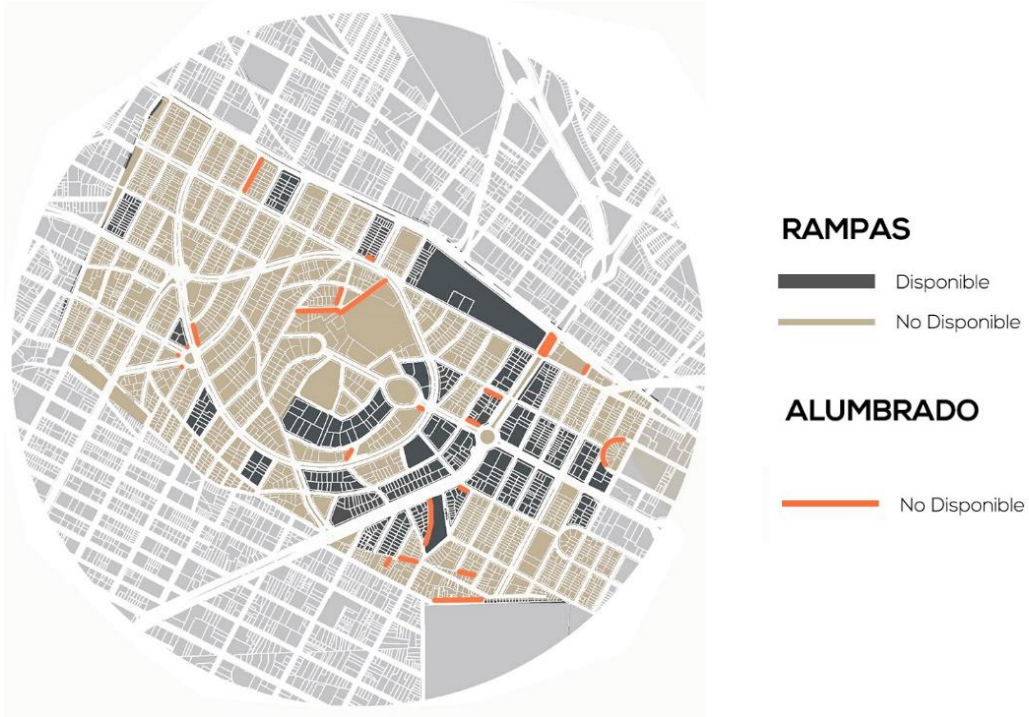 RAMPAS
Disponible
No Disponible
ALUMBRADO
No Disponible